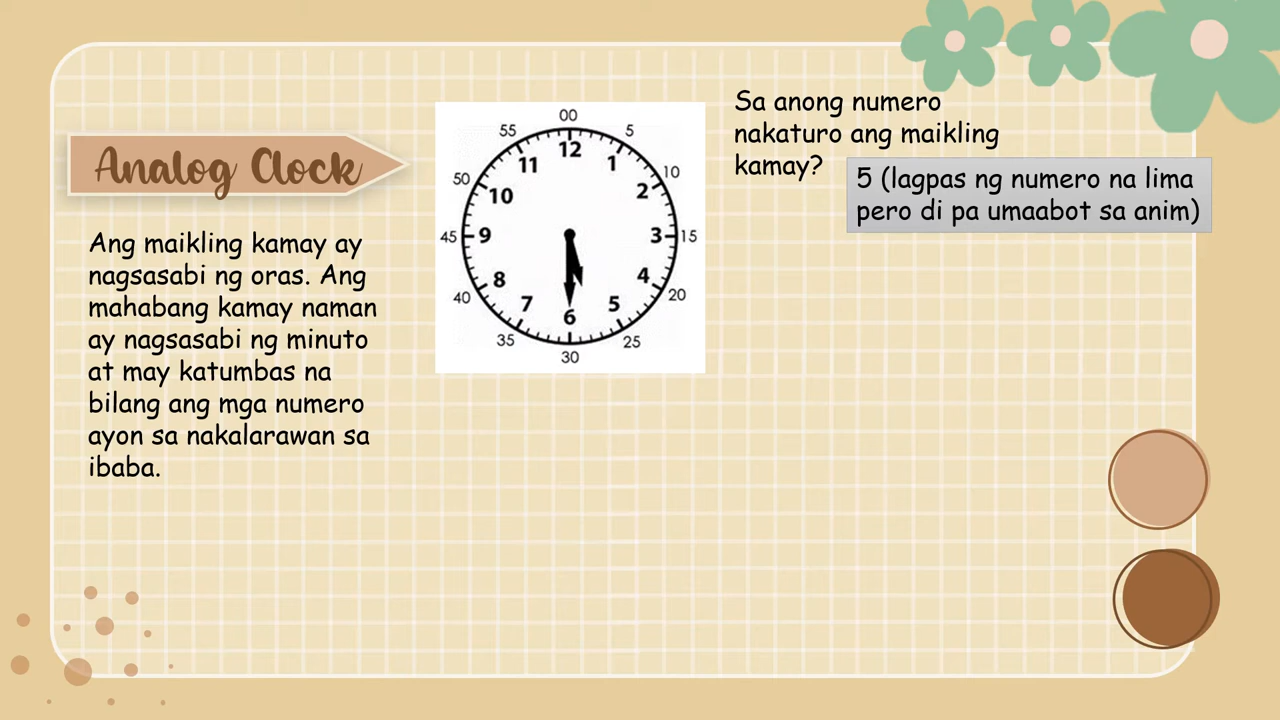 Analog Clock
Ang maikling kamay ay
nagsasabi ng oras. Ang
mahabang kamay naman
ay nagsasabi ng minuto
at may katumbas na
bilang ang mga numero
ayon sa nakalarawan sa
ibaba.
00
55
5
12
11
1
50
10
10
2
45
9
3
15
8
4
40
20
7
5
6
35
25
30
Sa anong numero
nakaturo ang maikling
kamay?
5 (lagpas ng numero na lima
pero di pa umaabot sa anim)